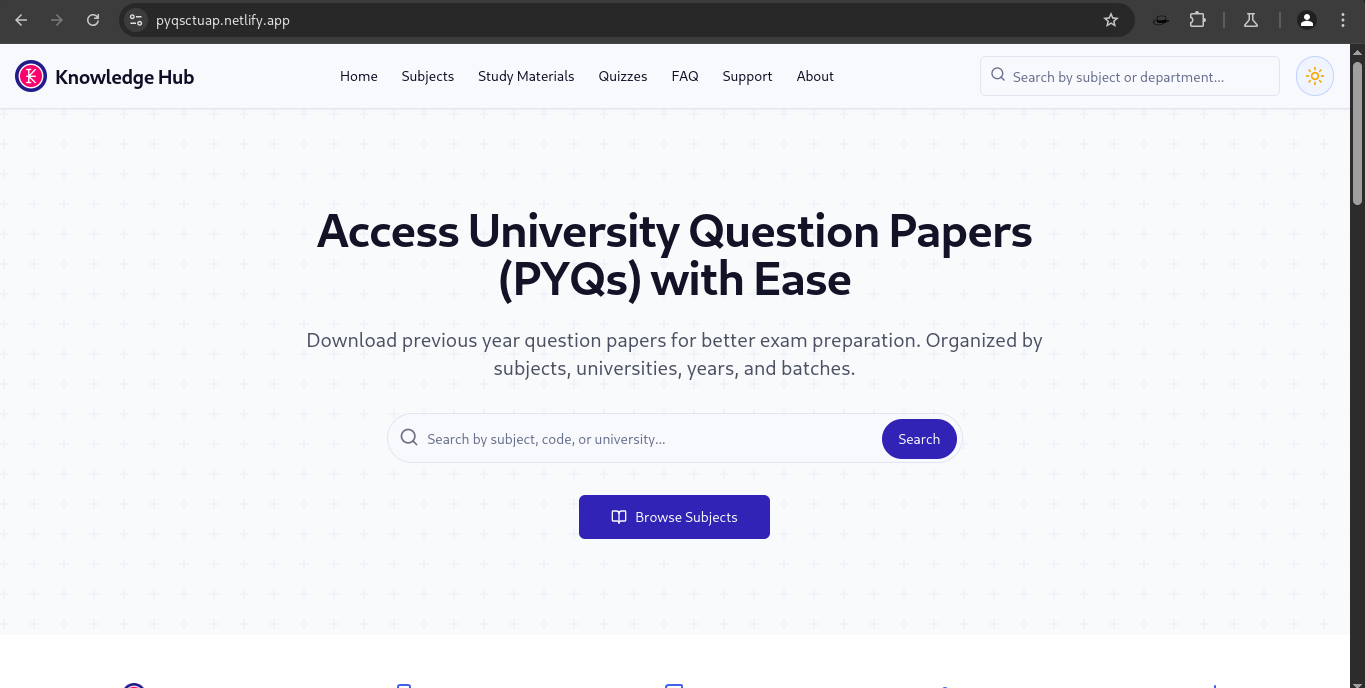 pyqsctuap.netlify.app
Knowledge Hub
Home Subjects Study Materials Quizzes FAQ Support About
Search by subject or department...
Access University Question Papers
(PYQs) with Ease
Download previous year question papers for better exam preparation. Organized by
subjects, universities, years, and batches.
Search by subject, code, or university...
Search
Browse Subjects